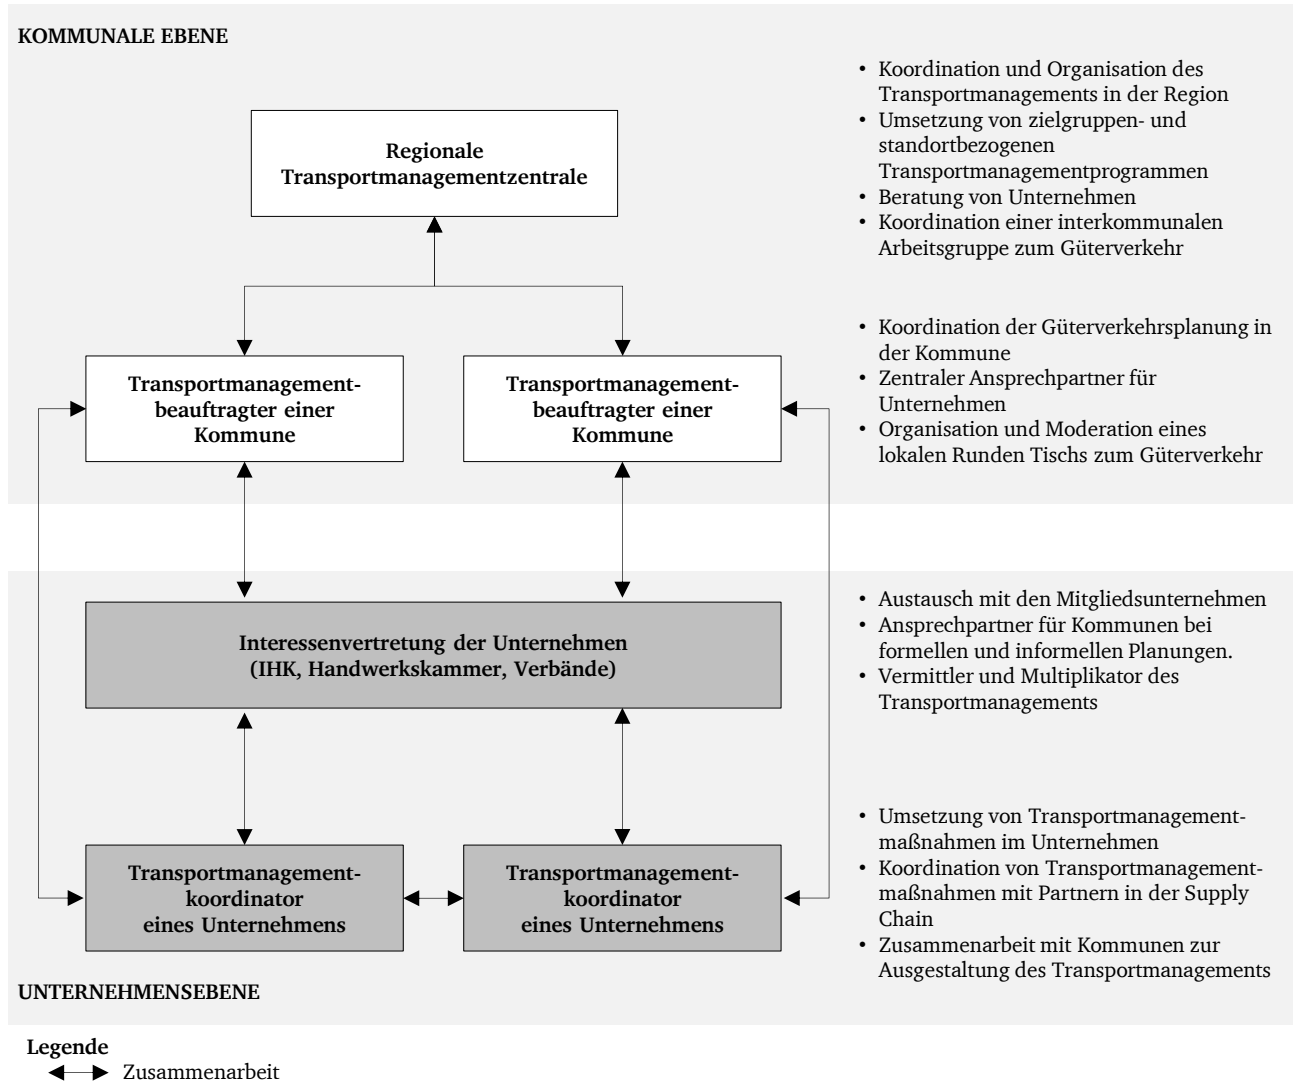 KOMMUNALE EBENE
Regionale
Transportmanagementzentrale
• Koordination und Organisation des
Transportmanagements in der Region
• Umsetzung von zielgruppen- und
standortbezogenen
Transportmanagementprogrammen
• Beratung von Unternehmen
• Koordination einer interkommunalen
Arbeitsgruppe zum Güterverkehr
Transportmanagement-
beauftragter einer
Kommune
Transportmanagement-
beauftragter einer
Kommune
• Koordination der Güterverkehrsplanung in
der Kommune
• Zentraler Ansprechpartner für
Unternehmen
• Organisation und Moderation eines
lokalen Runden Tischs zum Güterverkehr
Interessenvertretung der Unternehmen
(IHK, Handwerkskammer, Verbände)
• Austausch mit den Mitgliedsunternehmen
• Ansprechpartner für Kommunen bei
formellen und informellen Planungen.
• Vermittler und Multiplikator des
Transportmanagements
Transportmanagement-
koordinator
eines Unternehmens
Transportmanagement-
koordinator
eines Unternehmens
• Umsetzung von Transportmanagement-
maßnahmen im Unternehmen
• Koordination von Transportmanagement-
maßnahmen mit Partnern in der Supply
Chain
• Zusammenarbeit mit Kommunen zur
Ausgestaltung des Transportmanagements
UNTERNEHMENSEBENE
Legende
Zusammenarbeit